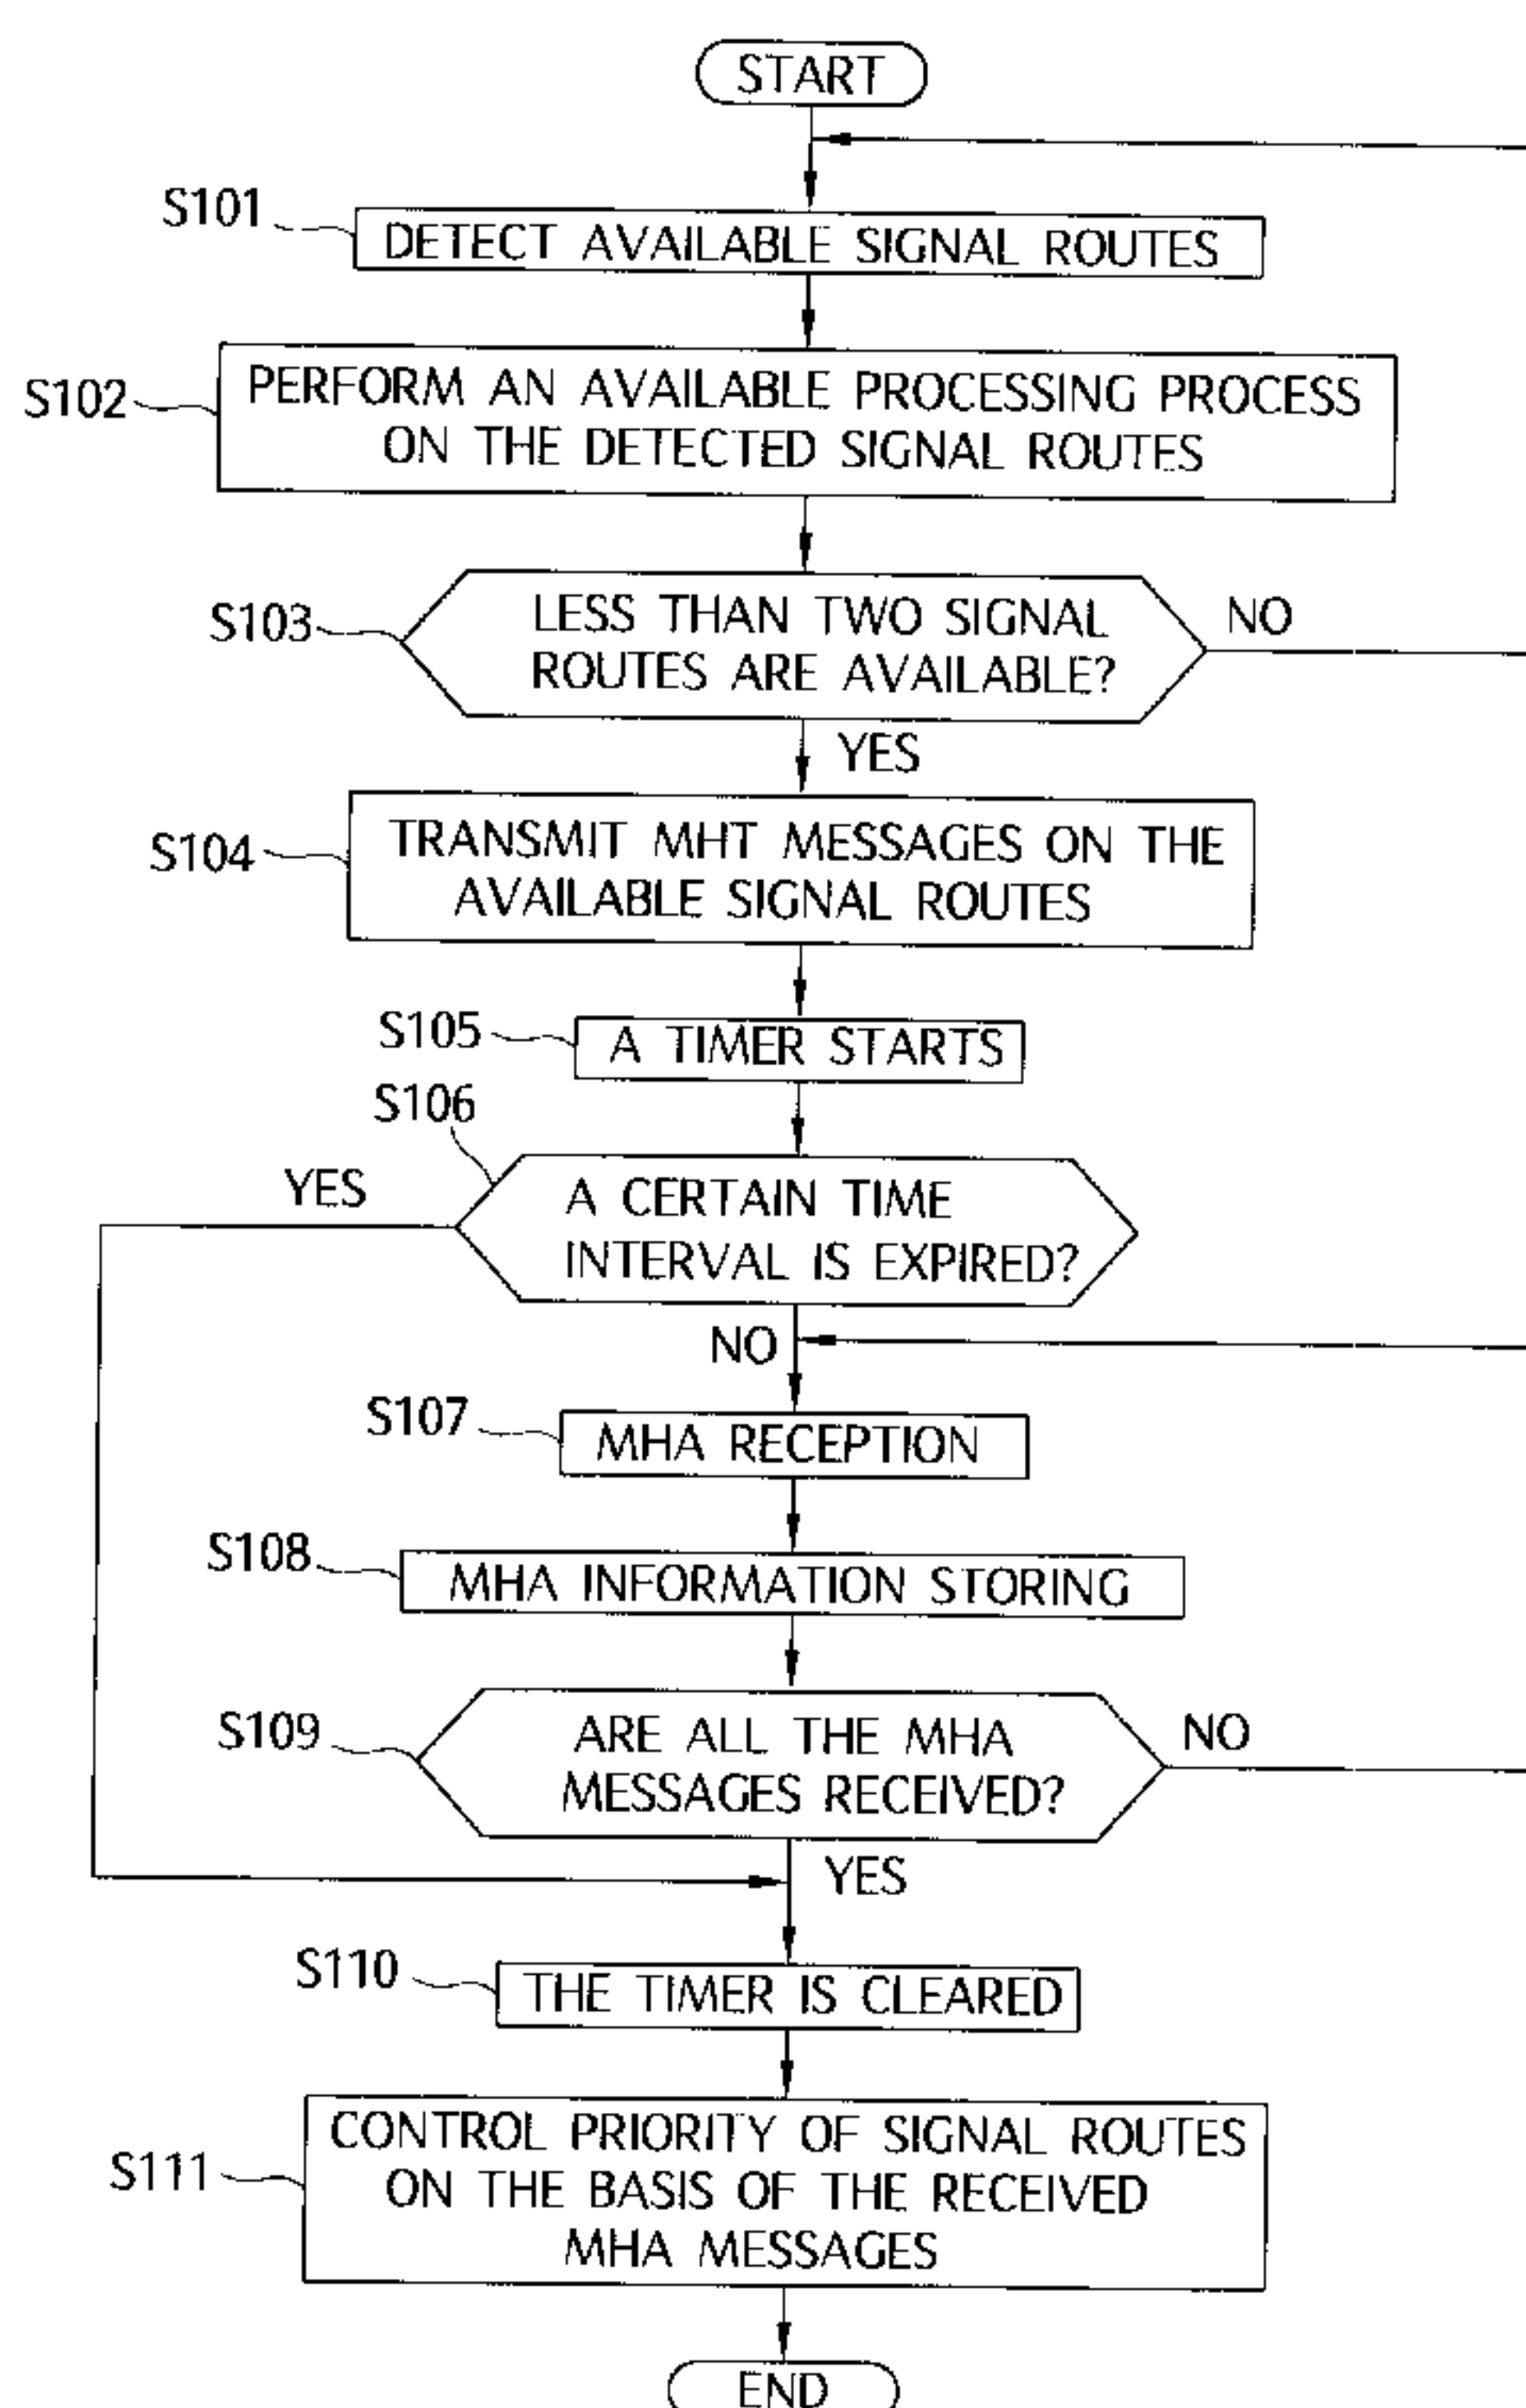 START
S101
DETECT AVAILABLE SIGNAL ROUTES
S102
PERFORM AN AVAILABLE PROCESSING PROCESS
ON THE DETECTED SIGNAL ROUTES
S103
LESS THAN TWO SIGNAL
ROUTES ARE AVAILABLE?
NO
YES
S104
TRANSMIT MHT MESSAGES ON THE
AVAILABLE SIGNAL ROUTES
S105
A TIMER STARTS
S106
YES
A CERTAIN TIME
INTERVAL IS EXPIRED?
NO
S107
MHA RECEPTION
S108
MHA INFORMATION STORING
S109
ARE ALL THE MHA
MESSAGES RECEIVED?
NO
YES
S110
THE TIMER IS CLEARED
S111
CONTROL PRIORITY OF SIGNAL ROUTES
ON THE BASIS OF THE RECEIVED
MHA MESSAGES
END